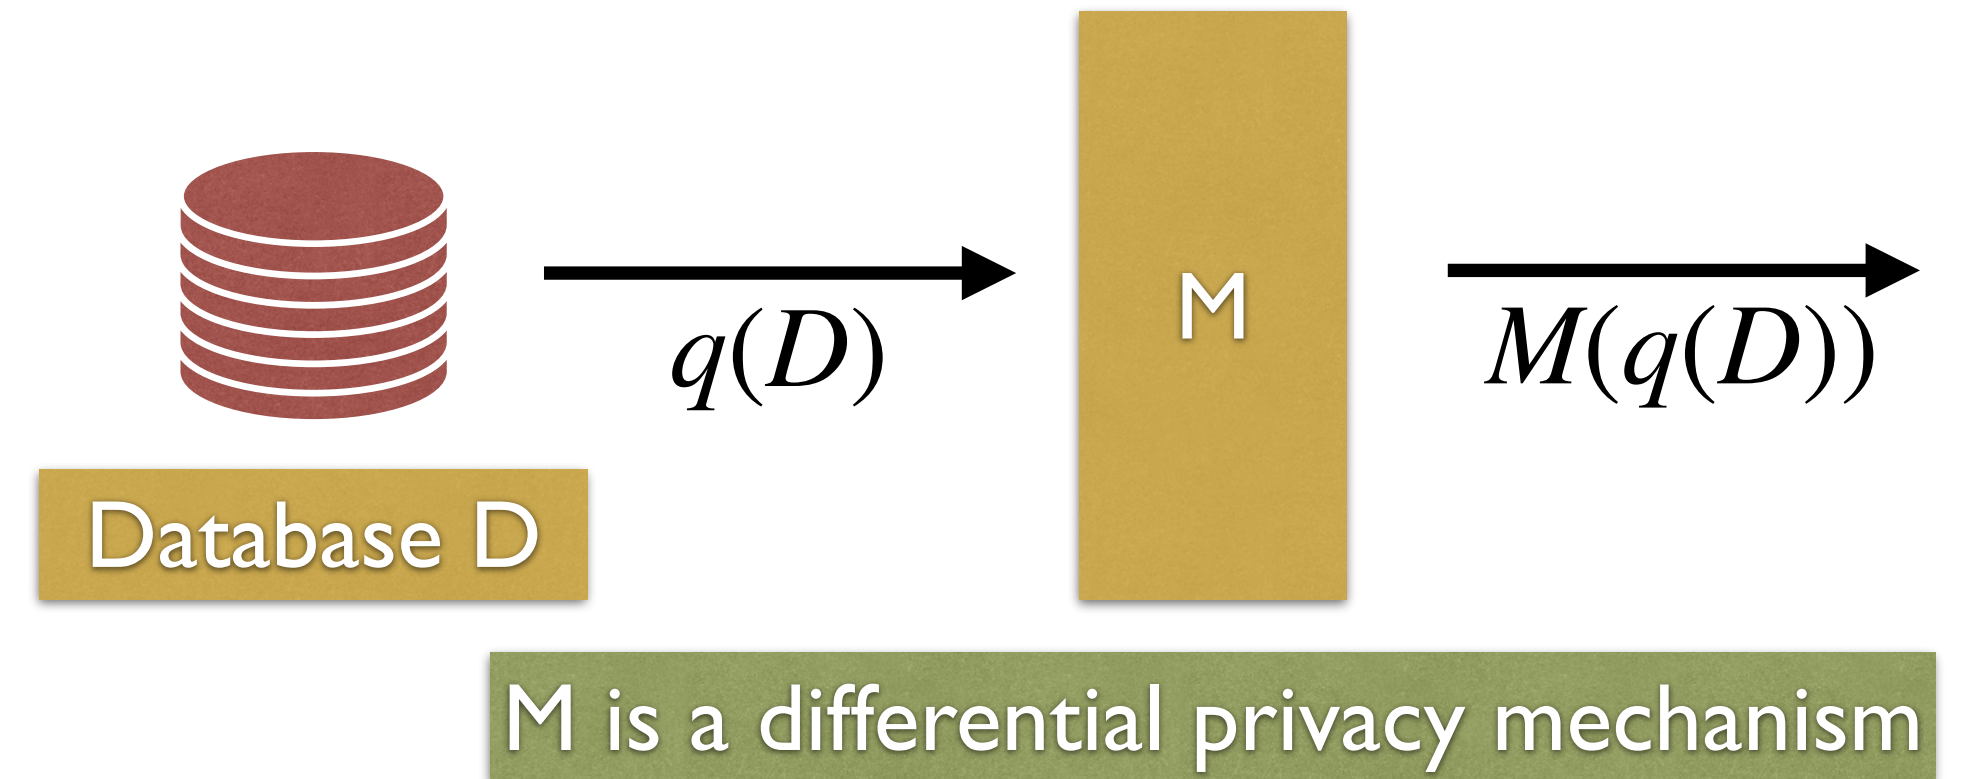 M
q(D)
M(q(D))
Database D
M is a differential privacy mechanism